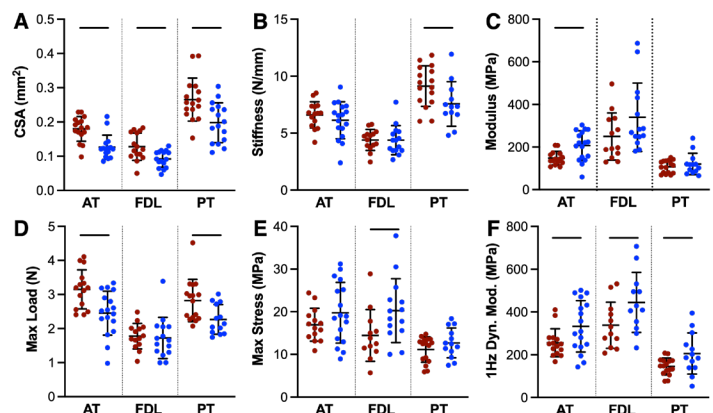 A
CSA (mm²)
0.5
0.4
0.3
0.2
0.1
0.0
AT FDL PT
B
Stiffness (N/mm)
15
10
5
0
AT FDL PT
C
Modulus (MPa)
800
600
400
200
0
AT FDL PT
D
Max Load (N)
5
4
3
2
1
0
AT FDL PT
E
Max Stress (MPa)
40
30
20
10
0
AT FDL PT
F
1Hz Dyn. Mod. (MPa)
800
600
400
200
0
AT FDL PT